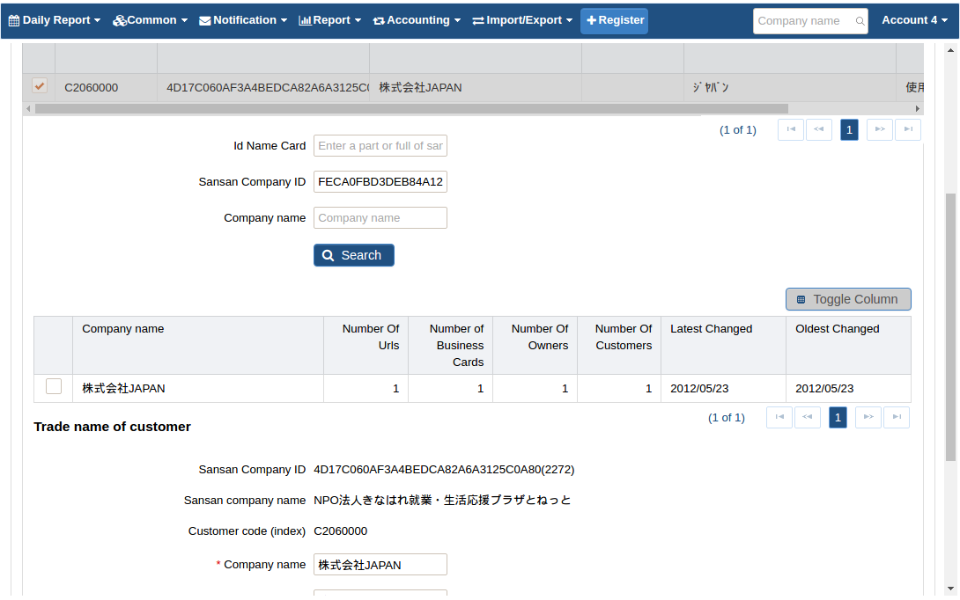 Daily Report Common Notification Report Accounting Import/Export Register Company name Account 4
C2060000 4D17C060AF3A4BEDCA82A6A3125C 株式会社JAPAN ｼﾞﾔﾊﾟﾝ 使用
(1 of 1) 1
Id Name Card Enter a part or full of sar
Sansan Company ID FECA0FBD3DEB84A12
Company name Company name
Search
Toggle Column
Company name Number Of Urls Number of Business Cards Number Of Owners Number Of Customers Latest Changed Oldest Changed
株式会社JAPAN 1 1 1 1 2012/05/23 2012/05/23
(1 of 1) 1
Trade name of customer
Sansan Company ID 4D17C060AF3A4BEDCA82A6A3125C0A80(2272)
Sansan company name NPO法人きなはれ就業・生活応援プラザとねっと
Customer code (index) C2060000
* Company name 株式会社JAPAN